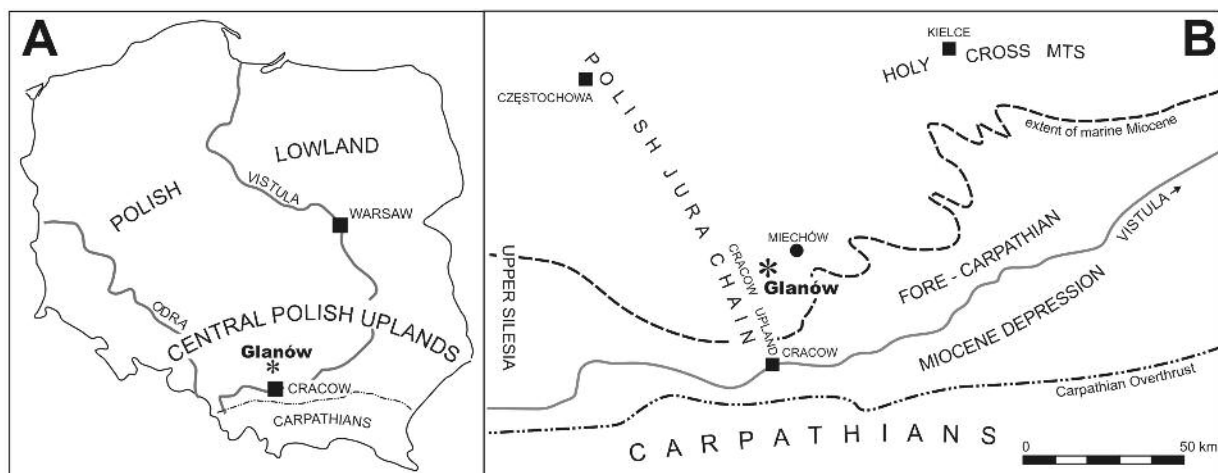 A
LOWLAND
POLISH
VISTULA
WARSAW
ODRA
CENTRAL POLISH UPLANDS
Glanów
*
CRACOW
CARPATHIANS
B
KIELCE
HOLY CROSS MTS
CZĘSTOCHOWA
POLISH JURA CHAIN
extent of marine Miocene
VISTULA
MIECHÓW
*
Glanów
CRACOW UPLAND
UPPER SILESIA
FORE - CARPATHIAN
MIOCENE DEPRESSION
CRACOW
Carpathian Overthrust
CARPATHIANS
0 50 km